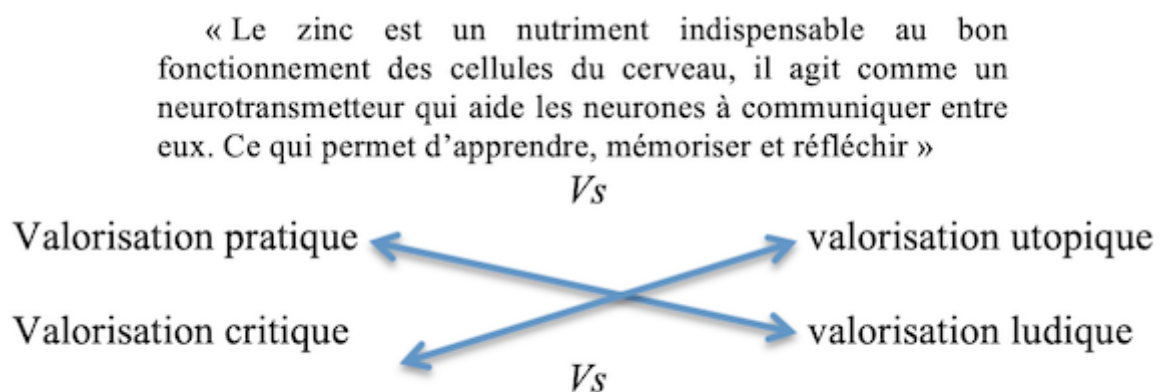 « Le zinc est un nutriment indispensable au bon
fonctionnement des cellules du cerveau, il agit comme un
neurotransmetteur qui aide les neurones à communiquer entre
eux. Ce qui permet d’apprendre, mémoriser et réfléchir »
Vs
Valorisation pratique valorisation utopique
Valorisation critique valorisation ludique
Vs